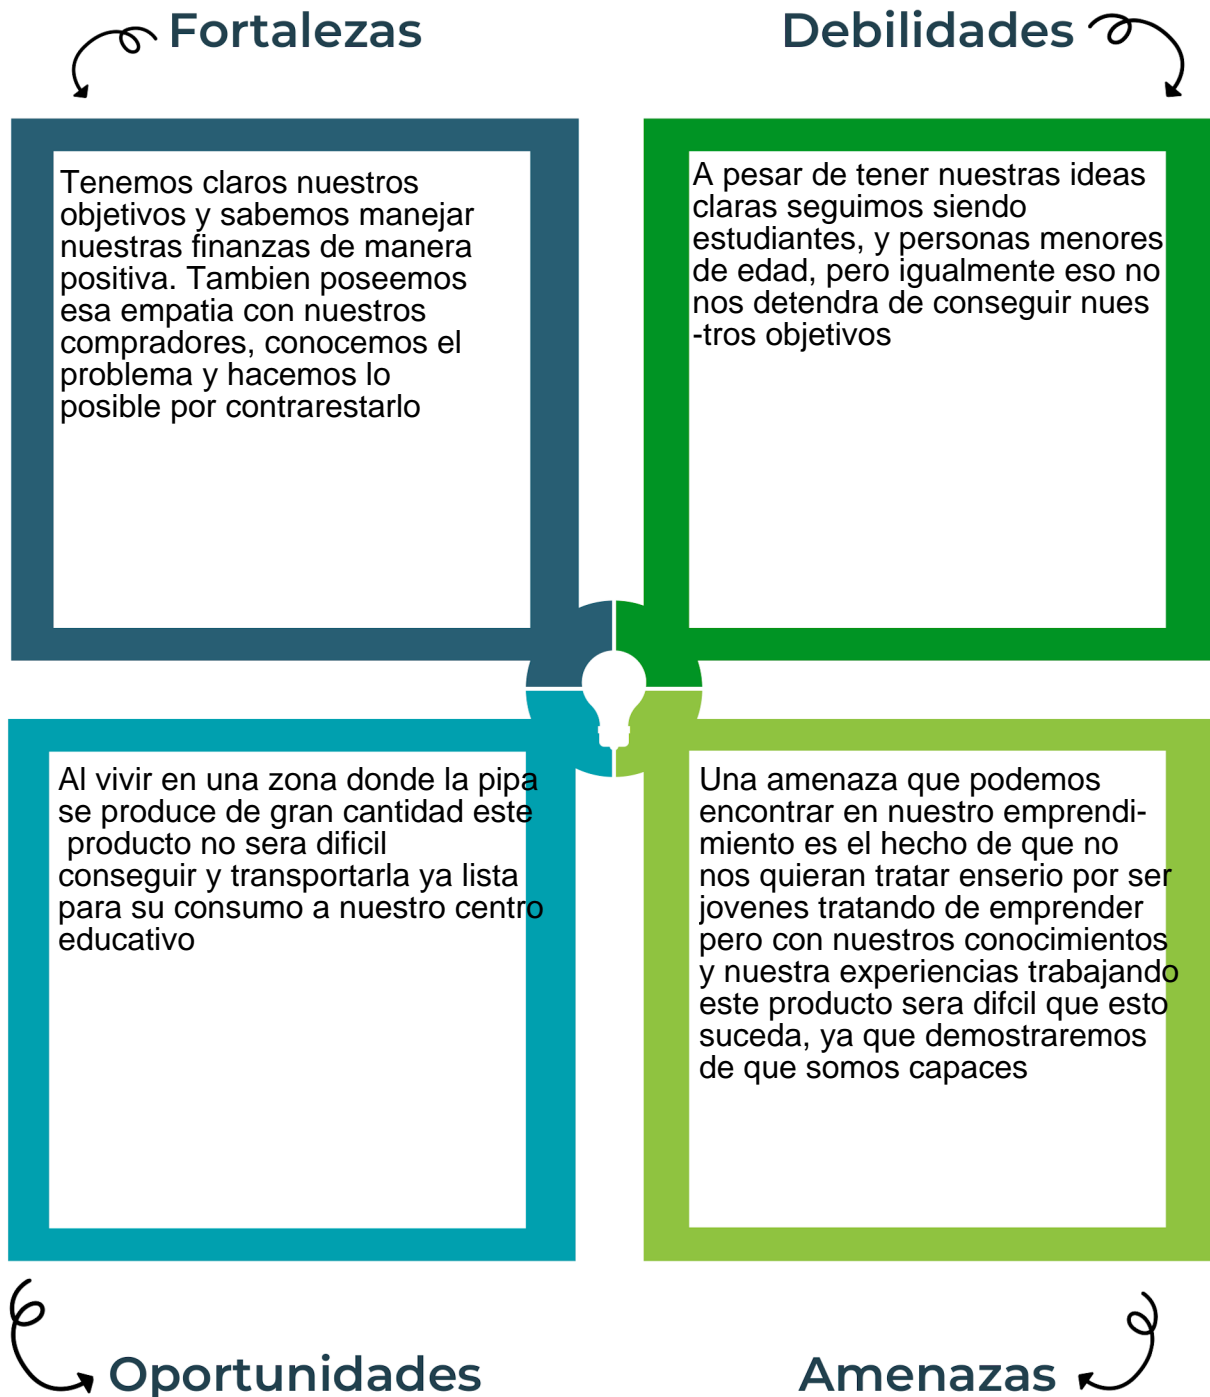 Fortalezas
Tenemos claros nuestros
objetivos y sabemos manejar
nuestras finanzas de manera
positiva. Tambien poseemos
esa empatia con nuestros
compradores, conocemos el
problema y hacemos lo
posible por contrarestarlo
Debilidades
A pesar de tener nuestras ideas
claras seguimos siendo
estudiantes, y personas menores
de edad, pero igualmente eso no
nos detendra de conseguir nues
-tros objetivos
Al vivir en una zona donde la pipa
se produce de gran cantidad este
producto no sera dificil
conseguir y transportarla ya lista
para su consumo a nuestro centro
educativo
Oportunidades
Una amenaza que podemos
encontrar en nuestro emprendi-
miento es el hecho de que no
nos quieran tratar enserio por ser
jovenes tratando de emprender
pero con nuestros conocimientos
y nuestra experiencias trabajando
este producto sera difcil que esto
suceda, ya que demostraremos
de que somos capaces
Amenazas